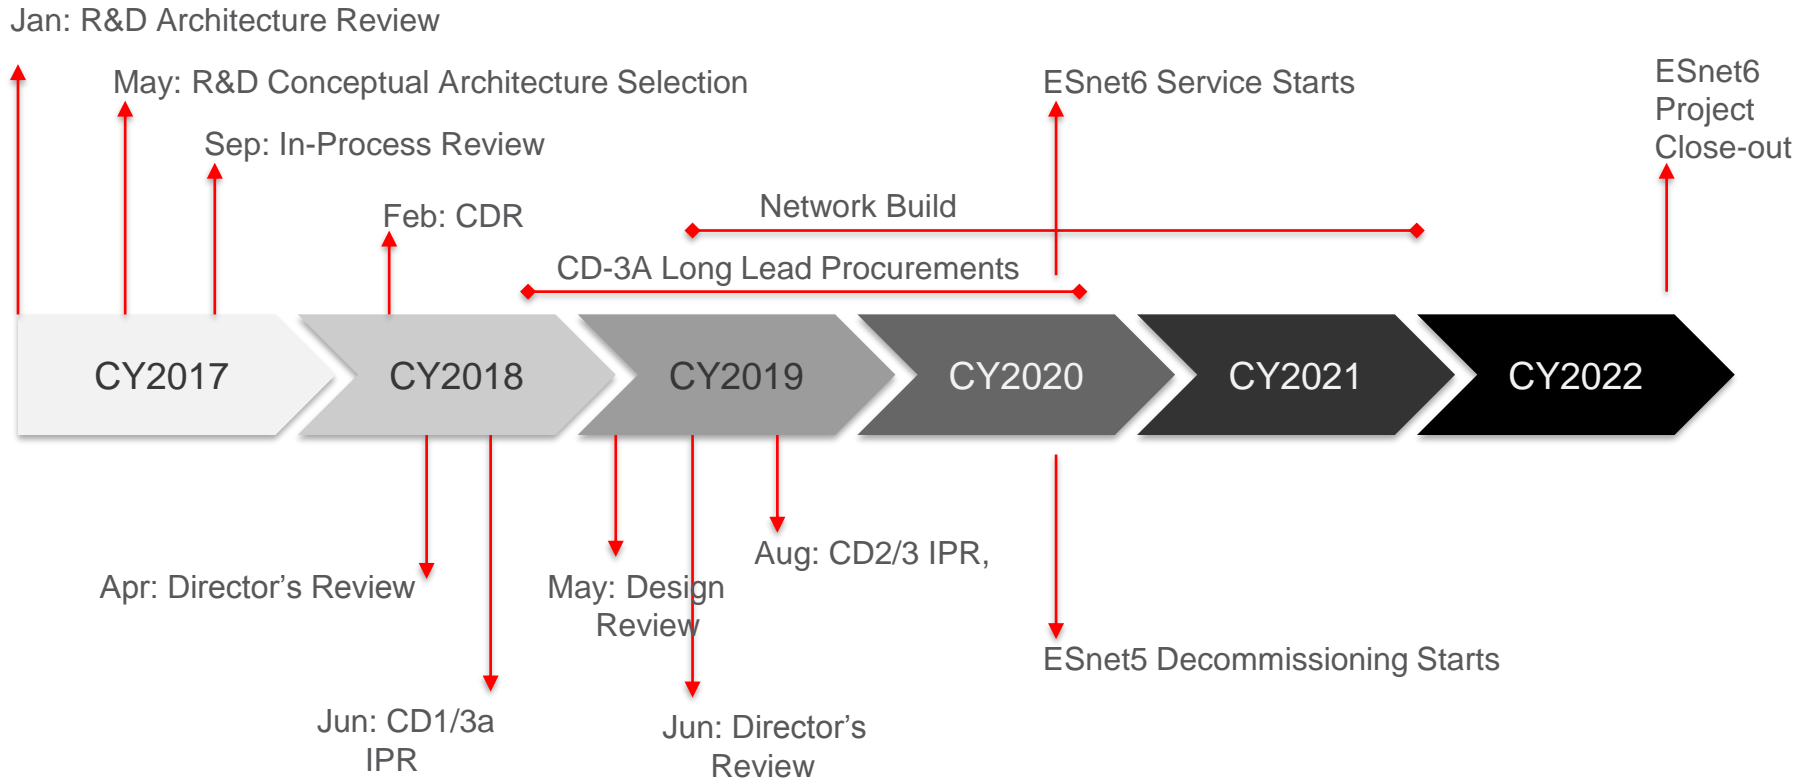 Jan: R&D Architecture Review
May: R&D Conceptual Architecture Selection
ESnet6 Service Starts
ESnet6
Project
Close-out
Sep: In-Process Review
Feb: CDR
Network Build
CD-3A Long Lead Procurements
CY2017
CY2018
CY2019
CY2020
CY2021
CY2022
Apr: Director’s Review
May: Design
Review
Aug: CD2/3 IPR,
ESnet5 Decommissioning Starts
Jun: CD1/3a
IPR
Jun: Director’s
Review